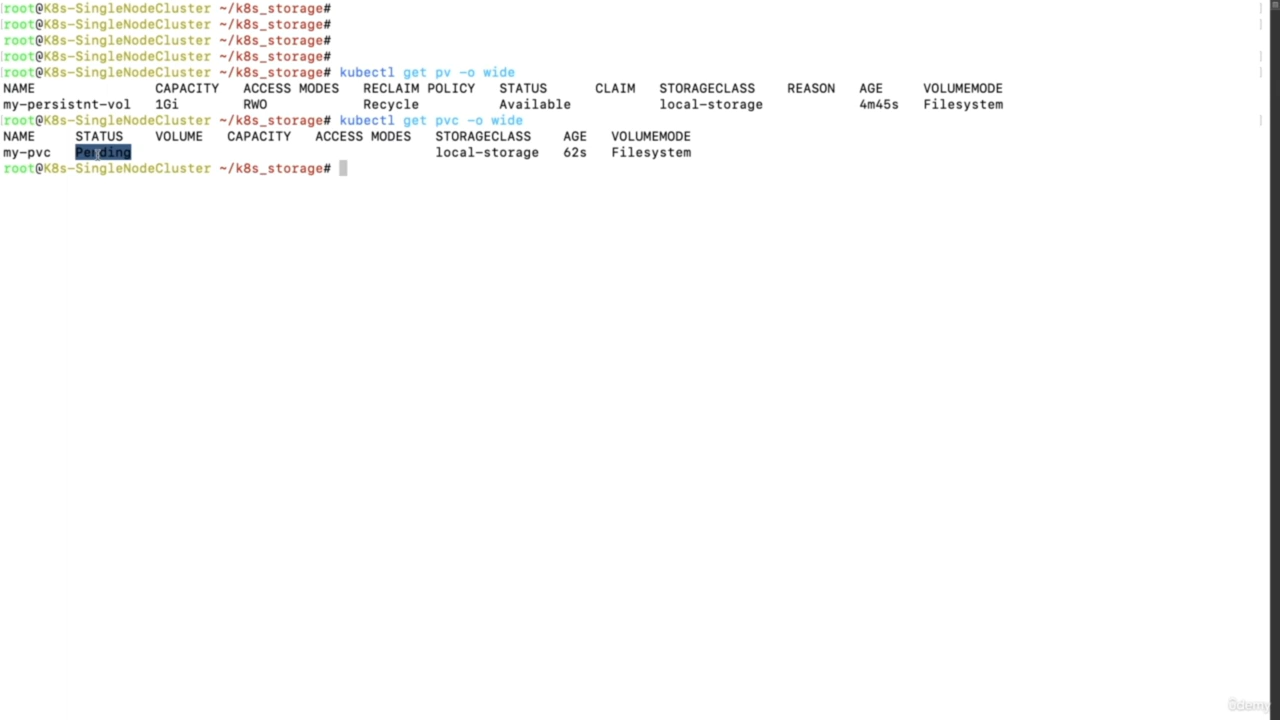 root@K8s-SingleNodeCluster ~/k8s_storage#
root@K8s-SingleNodeCluster ~/k8s_storage#
root@K8s-SingleNodeCluster ~/k8s_storage#
root@K8s-SingleNodeCluster ~/k8s_storage#
root@K8s-SingleNodeCluster ~/k8s_storage# kubectl get pv -o wide
NAME CAPACITY ACCESS MODES RECLAIM POLICY STATUS CLAIM STORAGECLASS REASON AGE VOLUMEMODE
my-persistnt-vol 1Gi RWO Recycle Available local-storage 4m45s Filesystem
root@K8s-SingleNodeCluster ~/k8s_storage# kubectl get pvc -o wide
NAME STATUS VOLUME CAPACITY ACCESS MODES STORAGECLASS AGE VOLUMEMODE
my-pvc Pending local-storage 62s Filesystem
root@K8s-SingleNodeCluster ~/k8s_storage#
ûdemy